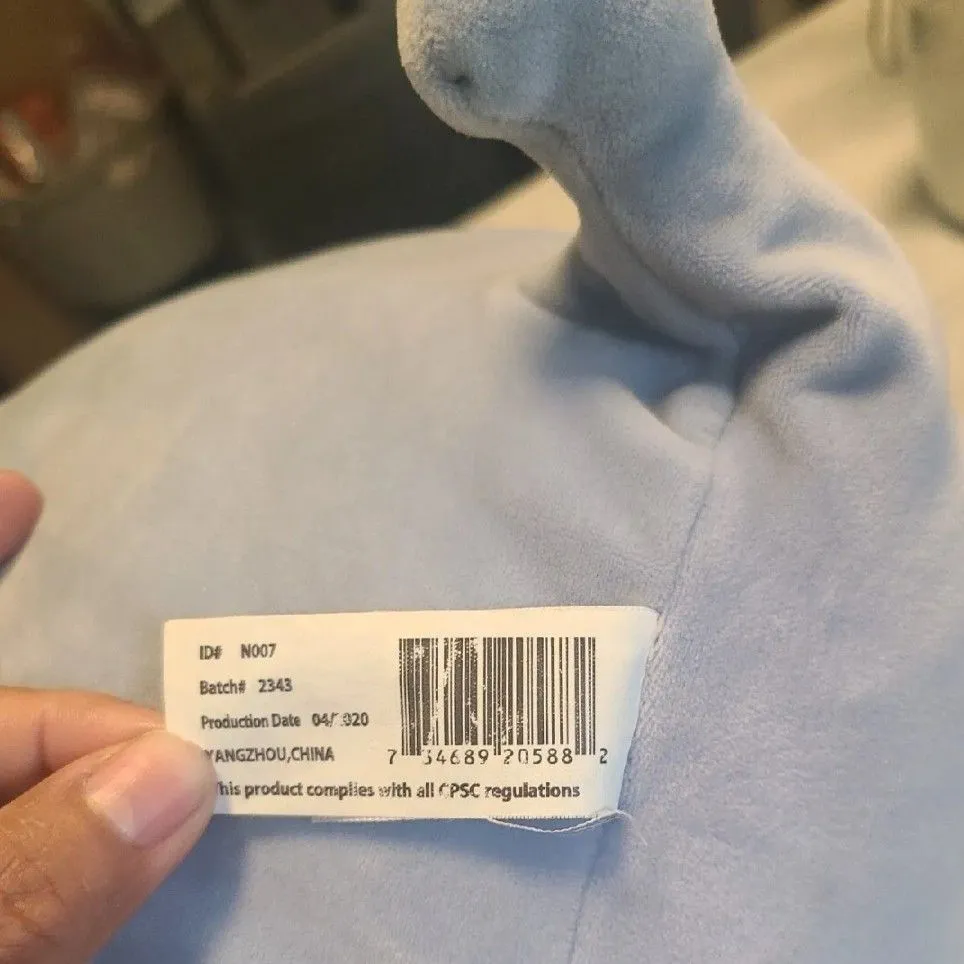 ID# N007
Batch# 2343
Production Date
YANGZHOU,CHINA
7 34689 20588 2
This product complies with all CPSC regulations